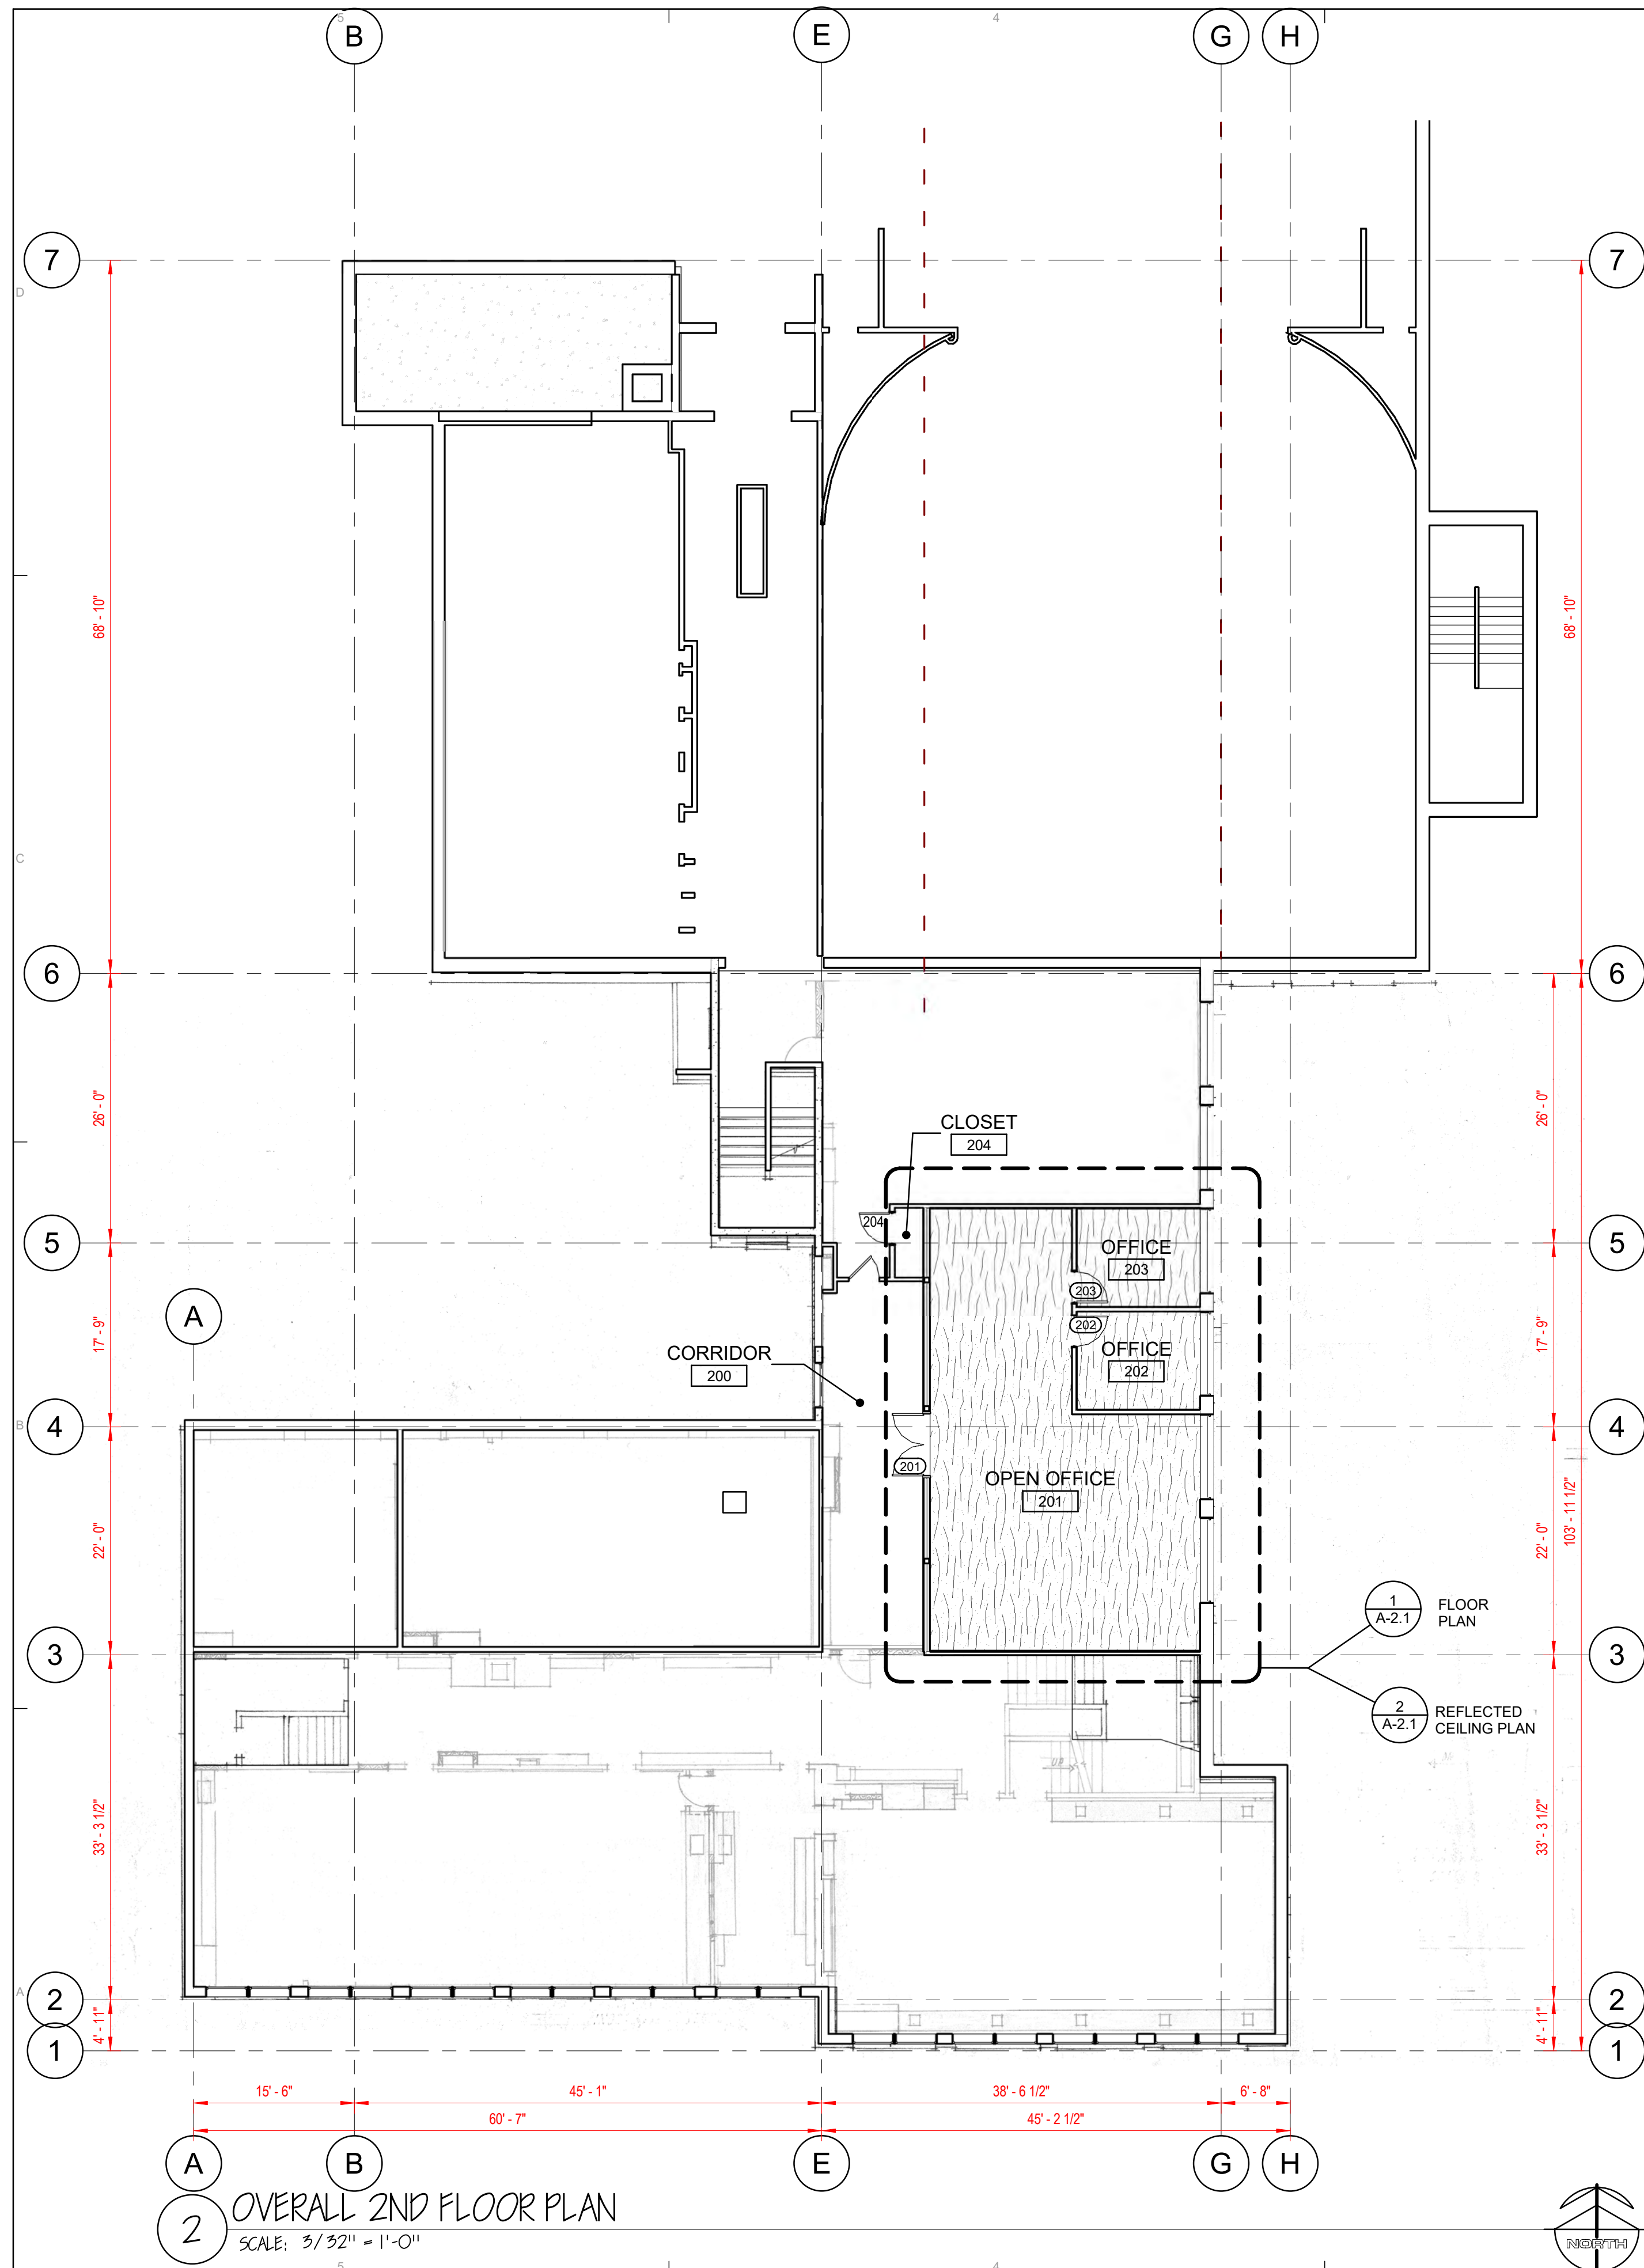 5
4
B
E
G
H
7
7
D
68' - 10"
68' - 10"
C
6
6
26' - 0"
26' - 0"
CLOSET
204
204
5
5
OFFICE
203
203
A
17' - 9"
17' - 9"
202
OFFICE
202
CORRIDOR
200
B
4
4
201
OPEN OFFICE
201
22' - 0"
22' - 0"
103' - 11 1/2"
1
A-2.1
FLOOR
PLAN
3
3
2
A-2.1
REFLECTED
CEILING PLAN
UP
33' - 3 1/2"
33' - 3 1/2"
A
2
2
4' - 11"
4' - 11"
1
1
15' - 6"
45' - 1"
38' - 6 1/2"
6' - 8"
60' - 7"
45' - 2 1/2"
A
B
E
G
H
2
OVERALL 2ND FLOOR PLAN
SCALE: 3/32" = 1'-0"
NORTH
5
4